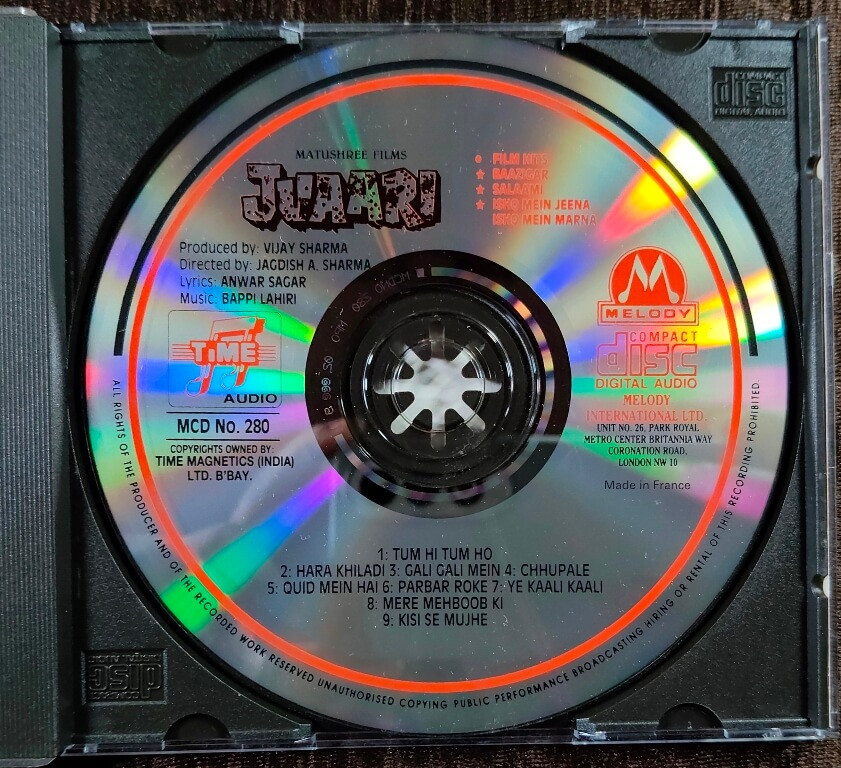 MATUSHREE FILMS
JUAARI
Produced by: VIJAY SHARMA
Directed by: JAGDISH A. SHARMA
Lyrics: ANWAR SAGAR
Music: BAPPI LAHIRI
FILM HITS
BAAZIGAR
SALAAMI
ISHQ MEIN JEENA
ISHQ MEIN MARNA
TIME
AUDIO
MCD No. 280
COPYRIGHTS OWNED BY:
TIME MAGNETICS (INDIA)
LTD. B'BAY.
MELODY
COMPACT
disc
DIGITAL AUDIO
MELODY
INTERNATIONAL LTD.
UNIT NO. 26, PARK ROYAL
METRO CENTER BRITANNIA WAY
CORONATION ROAD,
LONDON NW 10
Made in France
1: TUM HI TUM HO
2: HARA KHILADI 3: GALI GALI MEIN 4: CHHUPALE
5: QUID MEIN HAI 6: PARBAR ROKE 7: YE KAALI KAALI
8: MERE MEHBOOB KI
9: KISI SE MUJHE
ALL RIGHTS OF THE PRODUCER AND OF THE RECORDED WORK RESERVED UNAUTHORISED COPYING PUBLIC PERFORMANCE BROADCASTING HIRING OR RENTAL OF THIS RECORDING PROHIBITED
COMPACT
disc
DIGITAL AUDIO
disc